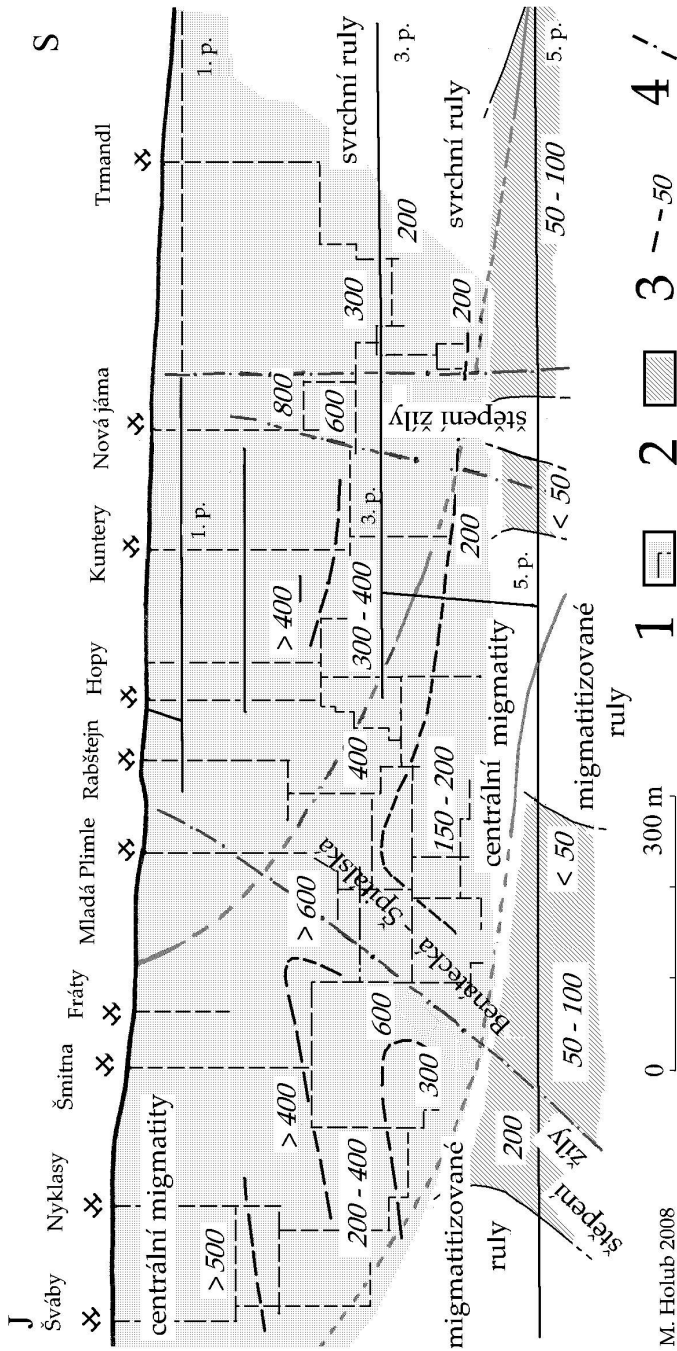 J
S
Šváby
Nyklasy
Šmitna
Fráty
Mladá Plimle
Rabštejn
Hopy
Kuntery
Nová jáma
Trmandl
centrální migmatity
1. p.
1. p.
> 500
> 400
> 600
> 400
800
600
300
3. p.
3. p.
svrchní ruly
200 - 400
600
300
400
300 - 400
200
štěpení žíly
200
svrchní ruly
Benátecká - Špitálská
150 - 200
200
centrální
migmatity
migmatitizované
ruly
200
5. p.
5. p.
štěpení
žíly
50 - 100
< 50
migmatitizované
ruly
< 50
50 - 100
M. Holub 2008
0
300 m
1
2
3
50
4